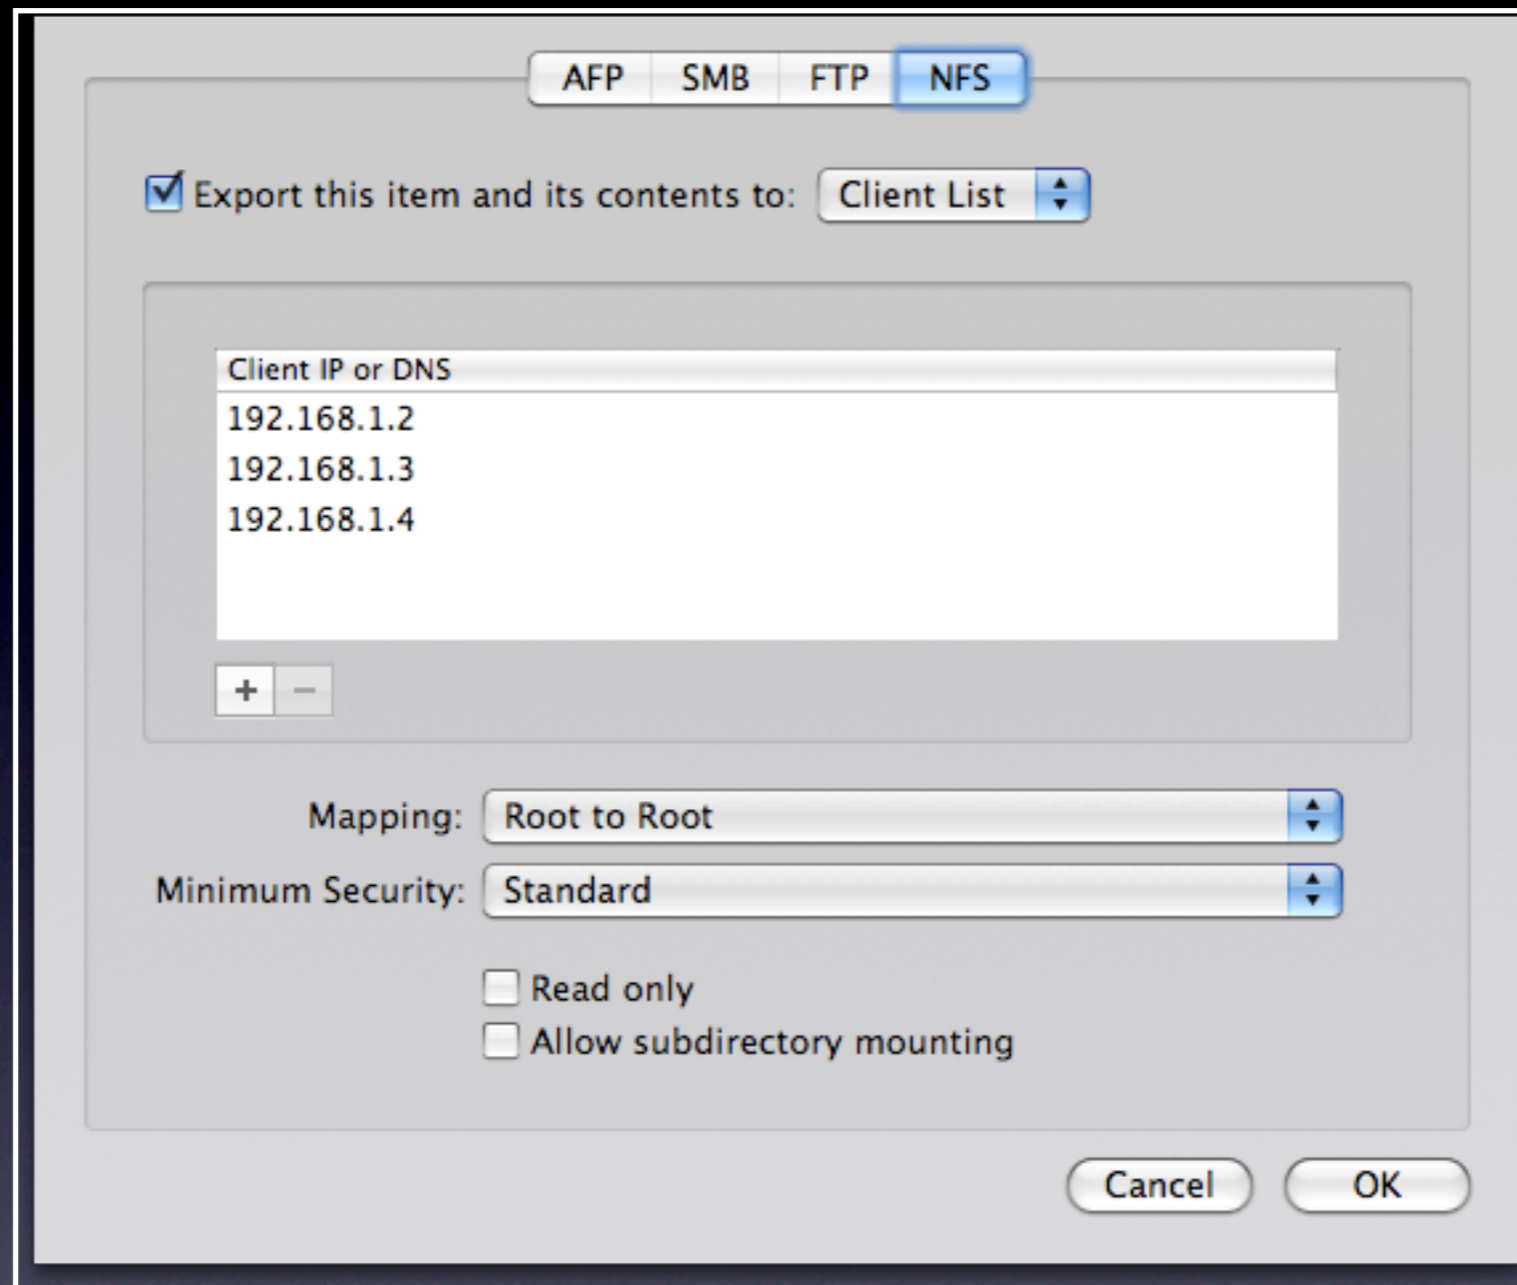 AFP SMB FTP NFS
Export this item and its contents to: Client List
Client IP or DNS
192.168.1.2
192.168.1.3
192.168.1.4
+ −
Mapping: Root to Root
Minimum Security: Standard
Read only
Allow subdirectory mounting
Cancel OK